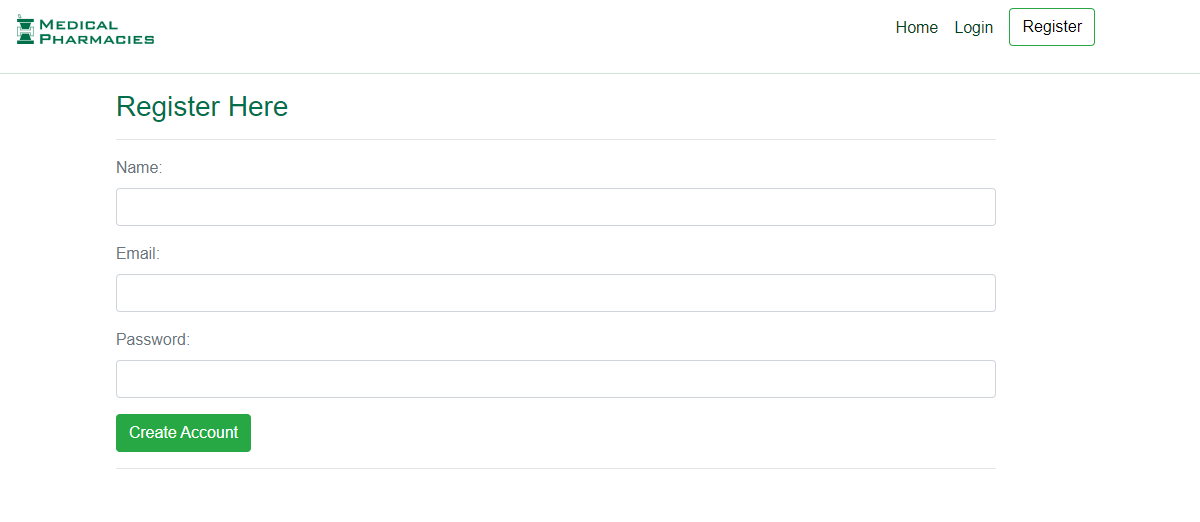 MEDICAL
PHARMACIES
Home Login Register
Register Here
Name:
Email:
Password:
Create Account